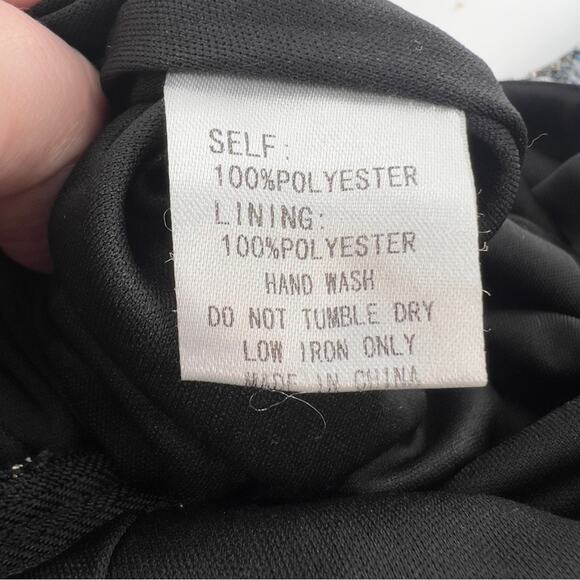 SELF:
100%POLYESTER
LINING:
100%POLYESTER
HAND WASH
DO NOT TUMBLE DRY
LOW IRON ONLY
MADE IN CHINA